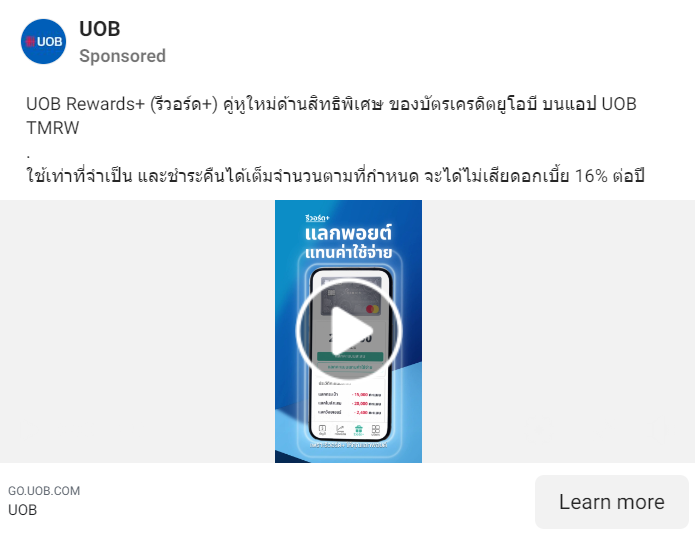 UOB
UOB
Sponsored
UOB Rewards+ (รีวอร์ด+) คู่หูใหม่ด้านสิทธิพิเศษ ของบัตรเครดิตยูโอบี บนแอป UOB
TMRW
.
ใช้เท่าที่จำเป็น และชำระคืนได้เต็มจำนวนตามที่กำหนด จะได้ไม่เสียดอกเบี้ย 16% ต่อปี
รีวอร์ด+
แลกพอยต์
แทนค่าใช้จ่าย
GO.UOB.COM
UOB
Learn more